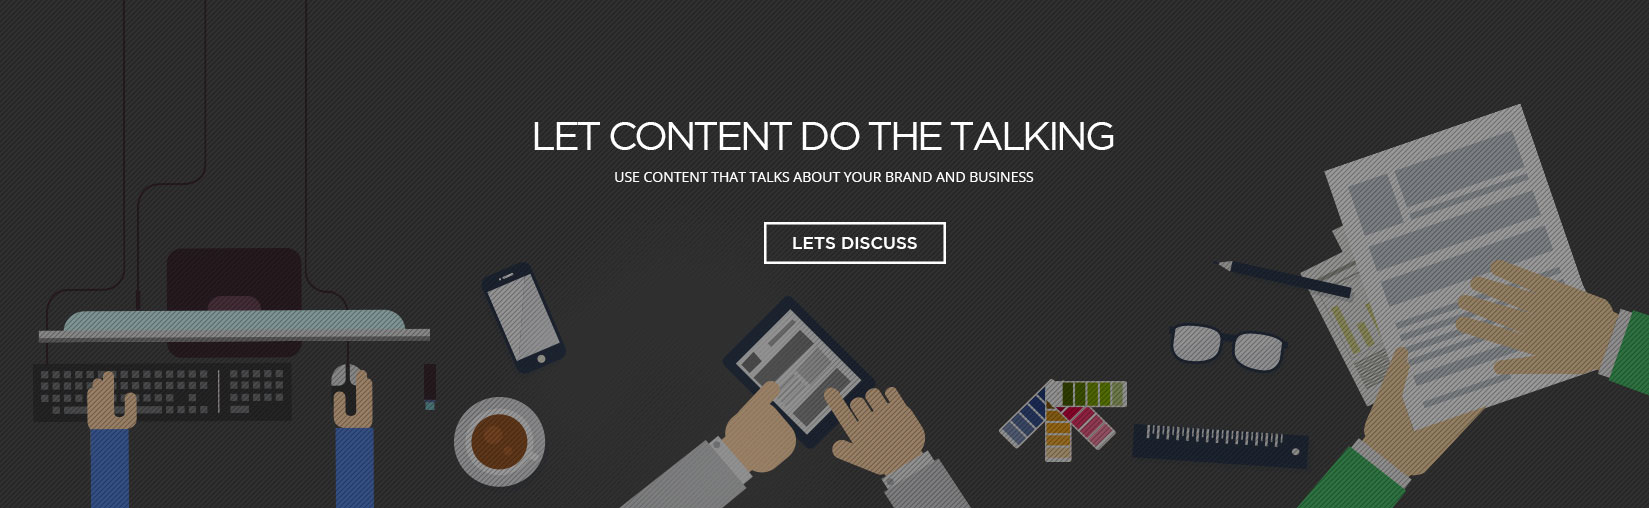 LET CONTENT DO THE TALKING
USE CONTENT THAT TALKS ABOUT YOUR BRAND AND BUSINESS
LETS DISCUSS